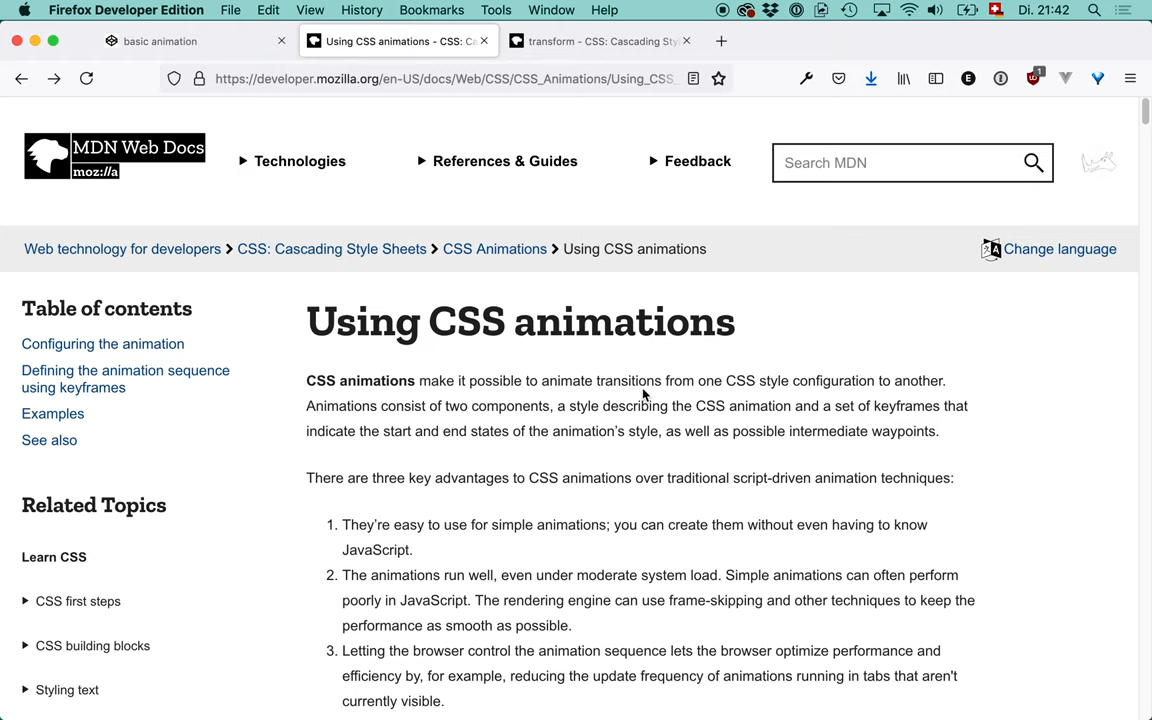 Firefox Developer Edition File Edit View History Bookmarks Tools Window Help Di. 21:42
basic animation
Using CSS animations - CSS: Ca
transform - CSS: Cascading Sty
https://developer.mozilla.org/en-US/docs/Web/CSS/CSS_Animations/Using_CSS_
1
MDN Web Docs
moz://a
Technologies
References & Guides
Feedback
Search MDN
Web technology for developers
CSS: Cascading Style Sheets
CSS Animations
Using CSS animations
Change language
Table of contents
Configuring the animation
Defining the animation sequence
using keyframes
Examples
See also
Related Topics
Learn CSS
CSS first steps
CSS building blocks
Styling text
Using CSS animations
CSS animations make it possible to animate transitions from one CSS style configuration to another.
Animations consist of two components, a style describing the CSS animation and a set of keyframes that
indicate the start and end states of the animation’s style, as well as possible intermediate waypoints.
There are three key advantages to CSS animations over traditional script-driven animation techniques:
1. They’re easy to use for simple animations; you can create them without even having to know
JavaScript.
2. The animations run well, even under moderate system load. Simple animations can often perform
poorly in JavaScript. The rendering engine can use frame-skipping and other techniques to keep the
performance as smooth as possible.
3. Letting the browser control the animation sequence lets the browser optimize performance and
efficiency by, for example, reducing the update frequency of animations running in tabs that aren't
currently visible.